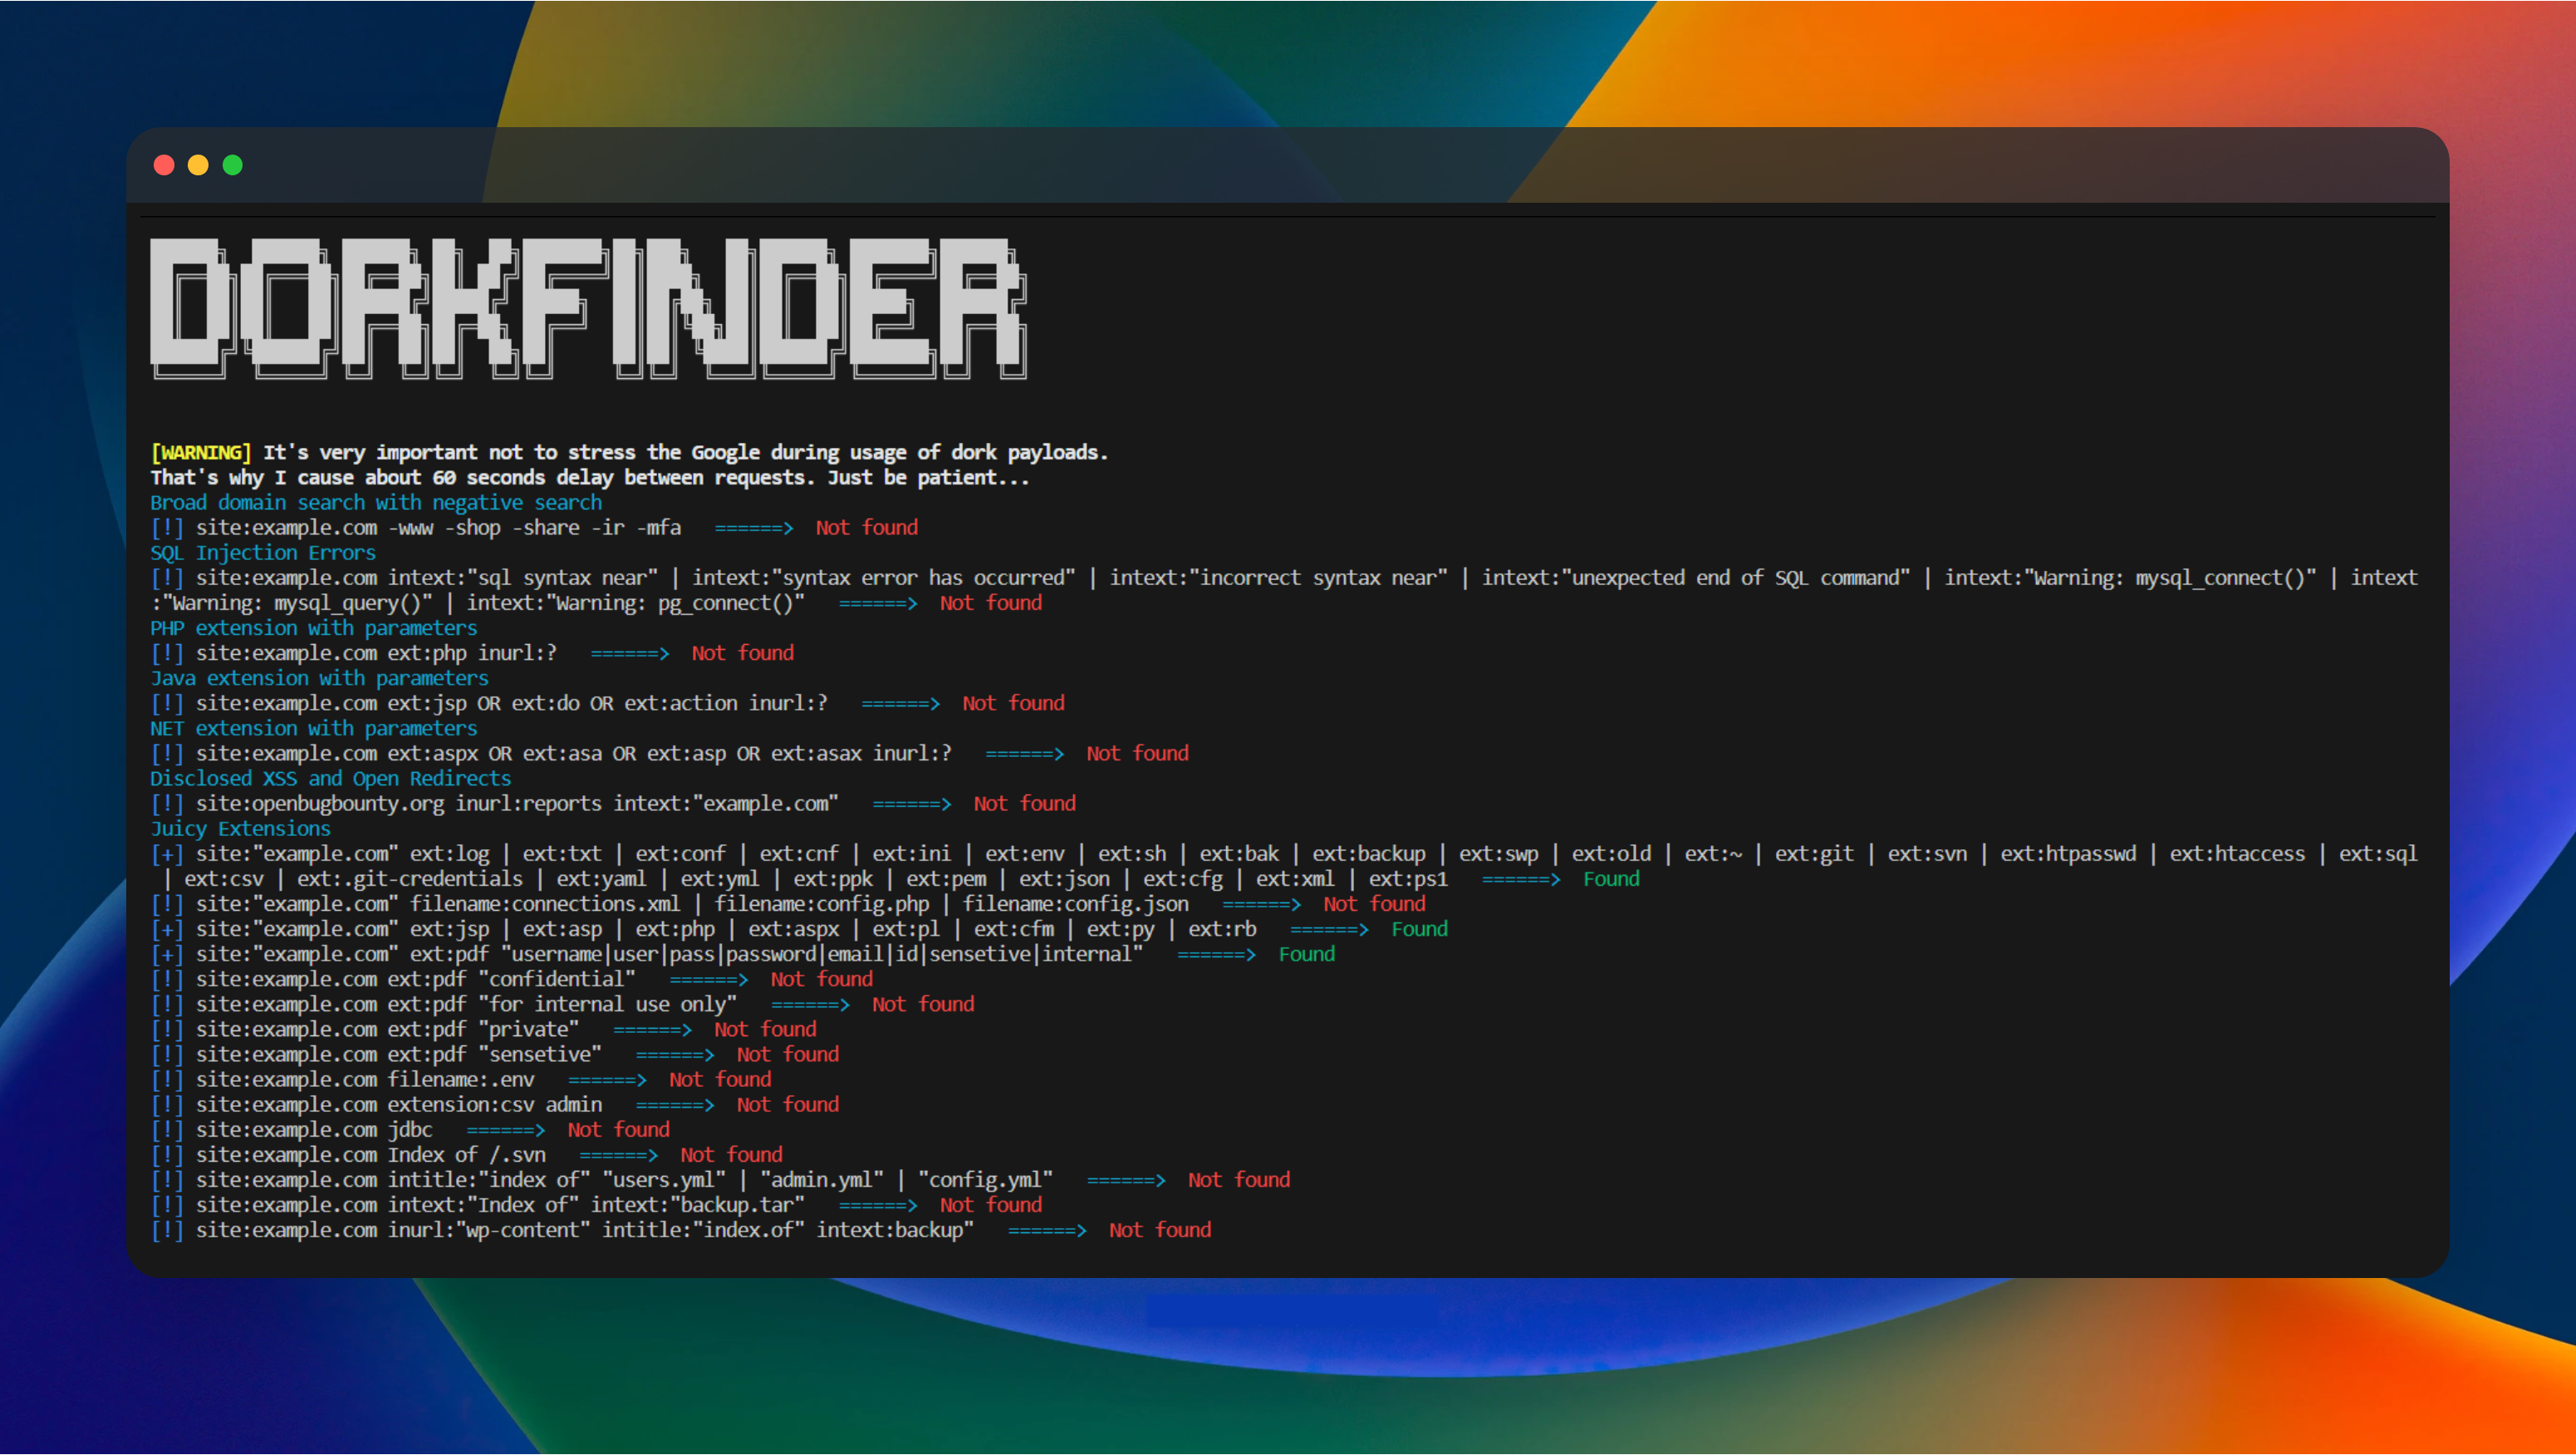 DORKFINDER
[WARNING] It's very important not to stress the Google during usage of dork payloads.
That's why I cause about 60 seconds delay between requests. Just be patient...
Broad domain search with negative search
[!] site:example.com -www -shop -share -ir -mfa ======> Not found
SQL Injection Errors
[!] site:example.com intext:"sql syntax near" | intext:"syntax error has occurred" | intext:"incorrect syntax near" | intext:"unexpected end of SQL command" | intext:"Warning: mysql_connect()" | intext
:"Warning: mysql_query()" | intext:"Warning: pg_connect()" ======> Not found
PHP extension with parameters
[!] site:example.com ext:php inurl:? ======> Not found
Java extension with parameters
[!] site:example.com ext:jsp OR ext:do OR ext:action inurl:? ======> Not found
NET extension with parameters
[!] site:example.com ext:aspx OR ext:asa OR ext:asp OR ext:asax inurl:? ======> Not found
Disclosed XSS and Open Redirects
[!] site:openbugbounty.org inurl:reports intext:"example.com" ======> Not found
Juicy Extensions
[+] site:"example.com" ext:log | ext:txt | ext:conf | ext:cnf | ext:ini | ext:env | ext:sh | ext:bak | ext:backup | ext:swp | ext:old | ext:~ | ext:git | ext:svn | ext:htpasswd | ext:htaccess | ext:sql
| ext:csv | ext:.git-credentials | ext:yaml | ext:yml | ext:ppk | ext:pem | ext:json | ext:cfg | ext:xml | ext:ps1 ======> Found
[!] site:"example.com" filename:connections.xml | filename:config.php | filename:config.json ======> Not found
[+] site:"example.com" ext:jsp | ext:asp | ext:php | ext:aspx | ext:pl | ext:cfm | ext:py | ext:rb ======> Found
[+] site:"example.com" ext:pdf "username|user|pass|password|email|id|sensetive|internal" ======> Found
[!] site:example.com ext:pdf "confidential" ======> Not found
[!] site:example.com ext:pdf "for internal use only" ======> Not found
[!] site:example.com ext:pdf "private" ======> Not found
[!] site:example.com ext:pdf "sensetive" ======> Not found
[!] site:example.com filename:.env ======> Not found
[!] site:example.com extension:csv admin ======> Not found
[!] site:example.com jdbc ======> Not found
[!] site:example.com Index of /.svn ======> Not found
[!] site:example.com intitle:"index of" "users.yml" | "admin.yml" | "config.yml" ======> Not found
[!] site:example.com intext:"Index of" intext:"backup.tar" ======> Not found
[!] site:example.com inurl:"wp-content" intitle:"index.of" intext:backup" ======> Not found